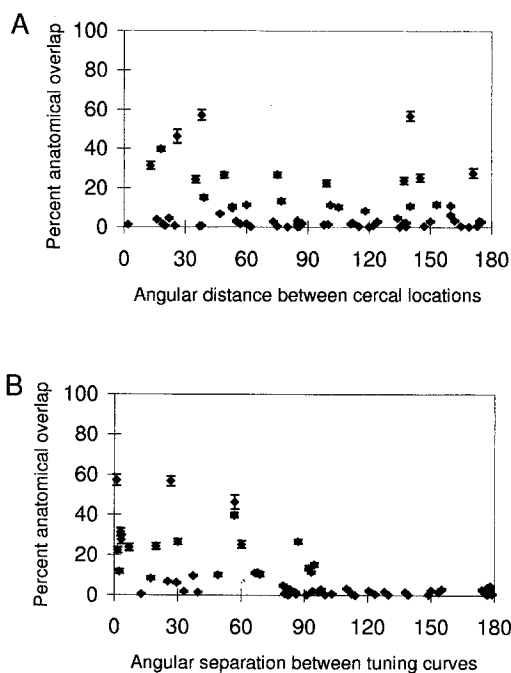 A
Percent anatomical overlap
100
80
60
40
20
0
0 30 60 90 120 150 180
Angular distance between cercal locations
B
Percent anatomical overlap
100
80
60
40
20
0
0 30 60 90 120 150 180
Angular separation between tuning curves